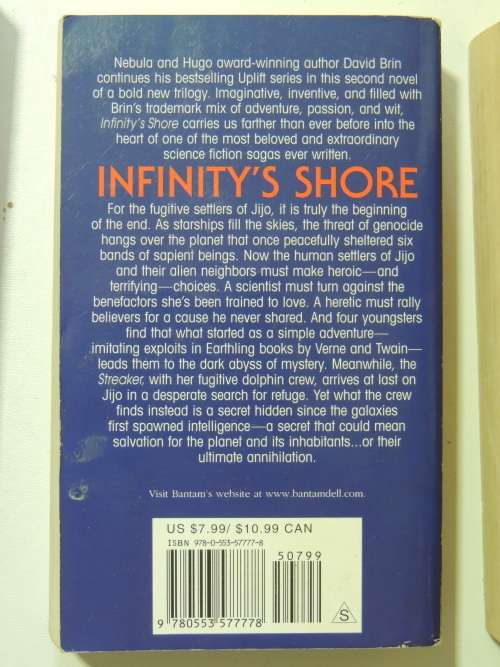 Nebula and Hugo award-winning author David Brin
continues his bestselling Uplift series in this second novel
of a bold new trilogy. Imaginative, inventive, and filled with
Brin's trademark mix of adventure, passion, and wit,
Infinity's Shore carries us farther than ever before into the
heart of one of the most beloved and extraordinary
science fiction sagas ever written.
INFINITY'S SHORE
For the fugitive settlers of Jijo, it is truly the beginning
of the end. As starships fill the skies, the threat of genocide
hangs over the planet that once peacefully sheltered six
bands of sapient beings. Now the human settlers of Jijo
and their alien neighbors must make heroic—and
terrifying—choices. A scientist must turn against the
benefactors she's been trained to love. A heretic must rally
believers for a cause he never shared. And four youngsters
find that what started as a simple adventure—
imitating exploits in Earthling books by Verne and Twain—
leads them to the dark abyss of mystery. Meanwhile, the
Streaker, with her fugitive dolphin crew, arrives at last on
Jijo in a desperate search for refuge. Yet what the crew
finds instead is a secret hidden since the galaxies
first spawned intelligence—a secret that could mean
salvation for the planet and its inhabitants...or their
ultimate annihilation.
Visit Bantam's website at www.bantamdell.com.
US $7.99/ $10.99 CAN
ISBN 978-0-553-57777-8
50799
9 780553 577778
S